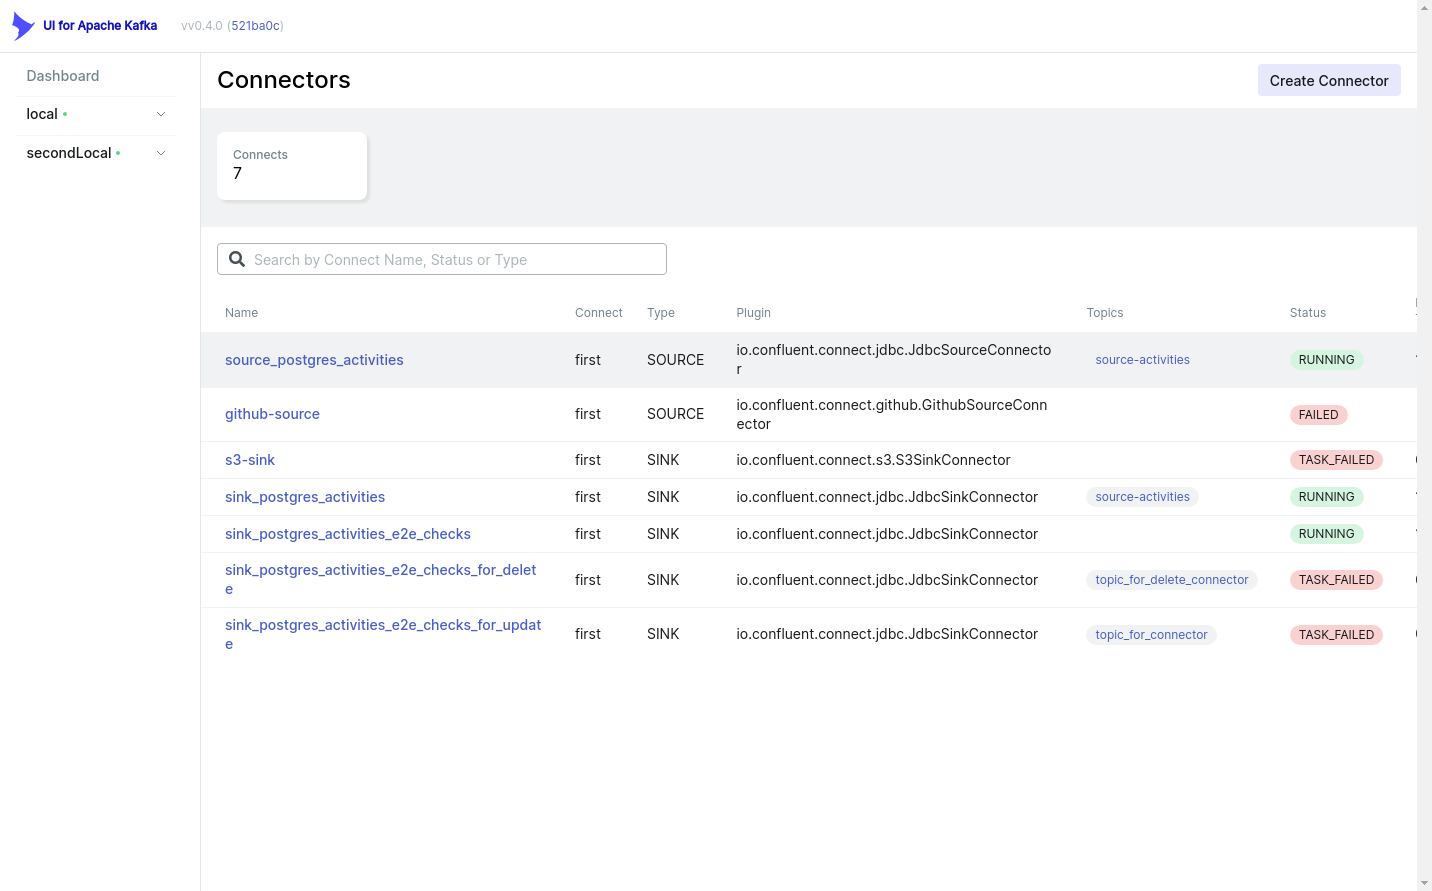 UI for Apache Kafka vv0.4.0 (521ba0c)
Dashboard
local
secondLocal
Connectors
Create Connector
Connects
7
Search by Connect Name, Status or Type
Name Connect Type Plugin Topics Status
source_postgres_activities first SOURCE io.confluent.connect.jdbc.JdbcSourceConnecto
r source-activities RUNNING
github-source first SOURCE io.confluent.connect.github.GithubSourceConn
ector FAILED
s3-sink first SINK io.confluent.connect.s3.S3SinkConnector TASK_FAILED
sink_postgres_activities first SINK io.confluent.connect.jdbc.JdbcSinkConnector source-activities RUNNING
sink_postgres_activities_e2e_checks first SINK io.confluent.connect.jdbc.JdbcSinkConnector RUNNING
sink_postgres_activities_e2e_checks_for_delet
e first SINK io.confluent.connect.jdbc.JdbcSinkConnector topic_for_delete_connector TASK_FAILED
sink_postgres_activities_e2e_checks_for_updat
e first SINK io.confluent.connect.jdbc.JdbcSinkConnector topic_for_connector TASK_FAILED